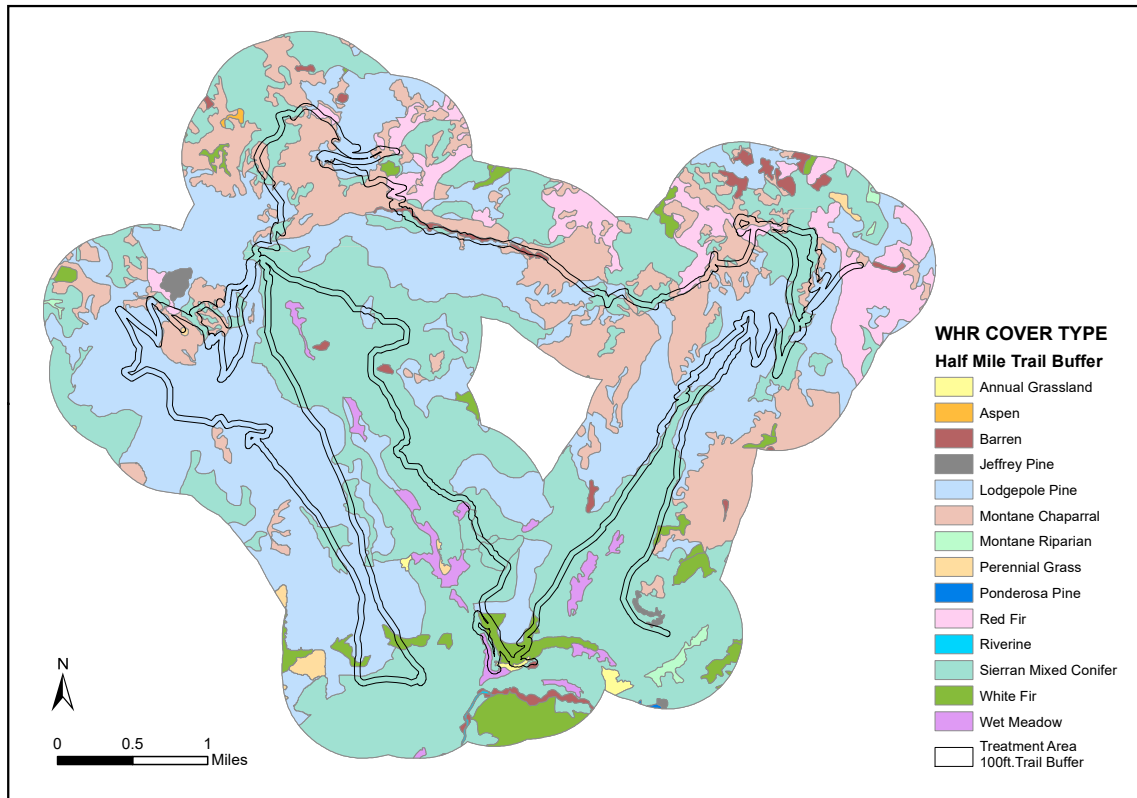 WHR COVER TYPE
Half Mile Trail Buffer
Annual Grassland
Aspen
Barren
Jeffrey Pine
Lodgepole Pine
Montane Chaparral
Montane Riparian
Perennial Grass
Ponderosa Pine
Red Fir
Riverine
Sierran Mixed Conifer
White Fir
Wet Meadow
Treatment Area
100ft.Trail Buffer
N
0 0.5 1
Miles